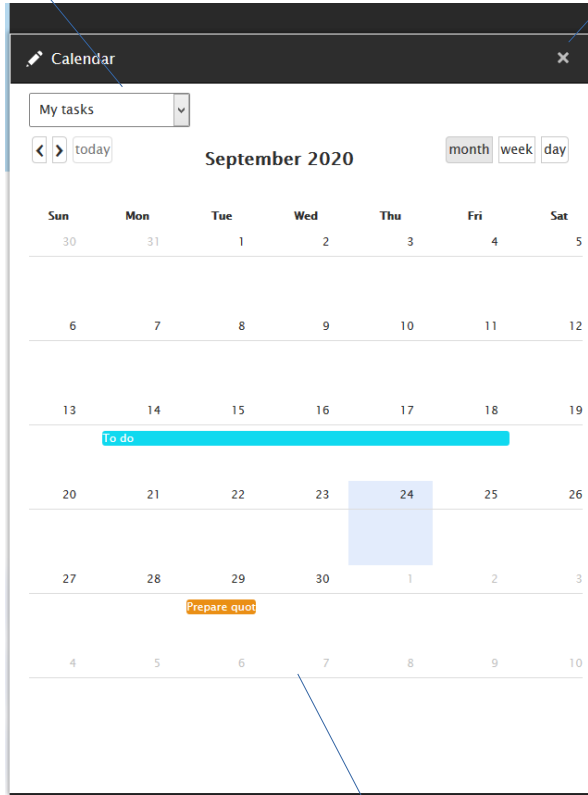 Calendar
My tasks
today
September 2020
month week day
Sun Mon Tue Wed Thu Fri Sat
30 31 1 2 3 4 5
6 7 8 9 10 11 12
13 14 15 16 17 18 19
To do
20 21 22 23 24 25 26
27 28 29 30 1 2 3
Prepare quot
4 5 6 7 8 9 10